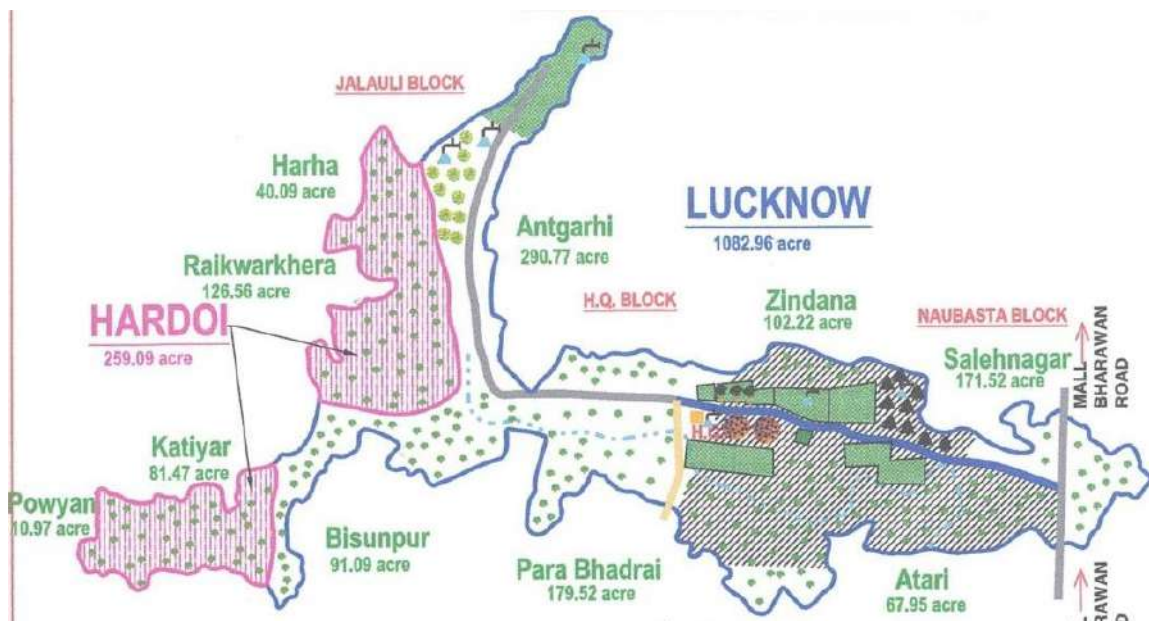 JALAULI BLOCK
Harha
40.09 acre
LUCKNOW
1082.96 acre
Antgarhi
290.77 acre
Raikwarkhera
126.56 acre
HARDOI
259.09 acre
H.Q. BLOCK
Zindana
102.22 acre
NAUBASTA BLOCK
Salehnagar
171.52 acre
MALL
BHARAWAN
ROAD
Katiyar
81.47 acre
Powyan
10.97 acre
Bisunpur
91.09 acre
Para Bhadrai
179.52 acre
Atari
67.95 acre
RAWAN